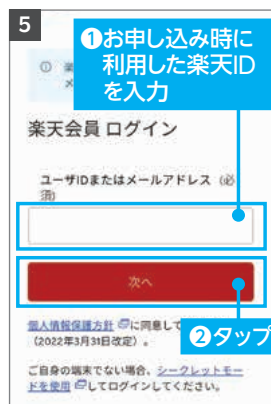 5
❶お申し込み時に
利用した楽天ID
を入力
楽天会員 ログイン
ユーザIDまたはメールアドレス（必
須）
次へ
❷タップ
個人情報保護方針 に同意して
（2022年3月31日改定）。
ご自身の端末でない場合、シークレットモー
ドを使用 してログインしてください。